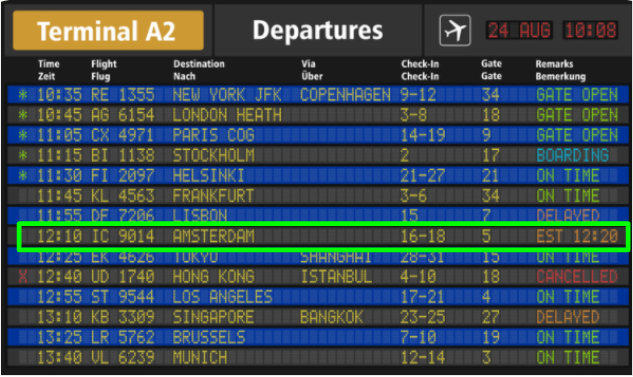 Terminal A2 Departures 24 AUG 10:08
Time Flight Destination Via Check-In Gate Remarks
Zeit Flug Nach Über Check-In Gate Bemerkung
* 10:35 RE 1355 NEW YORK JFK COPENHAGEN 9-12 34 GATE OPEN
* 10:45 AG 6154 LONDON HEATH 3-8 18 GATE OPEN
* 11:05 CX 4971 PARIS COG 14-19 9 GATE OPEN
* 11:15 BI 1138 STOCKHOLM 2 17 BOARDING
* 11:30 FI 2097 HELSINKI 21-27 21 ON TIME
11:45 KL 4563 FRANKFURT 3-6 34 ON TIME
11:55 DF 7206 LISBON 15 7 DELAYED
12:10 IC 9014 AMSTERDAM 16-18 5 EST 12:20
12:25 EK 4626 TOKYO SHANGHAI 28-31 15 ON TIME
X 12:40 UD 1740 HONG KONG ISTANBUL 4-10 18 CANCELLED
12:55 ST 9544 LOS ANGELES 17-21 4 ON TIME
13:10 KB 3309 SINGAPORE BANGKOK 23-25 27 DELAYED
13:25 LR 5762 BRUSSELS 7-10 19 ON TIME
13:40 VL 6239 MUNICH 12-14 3 ON TIME